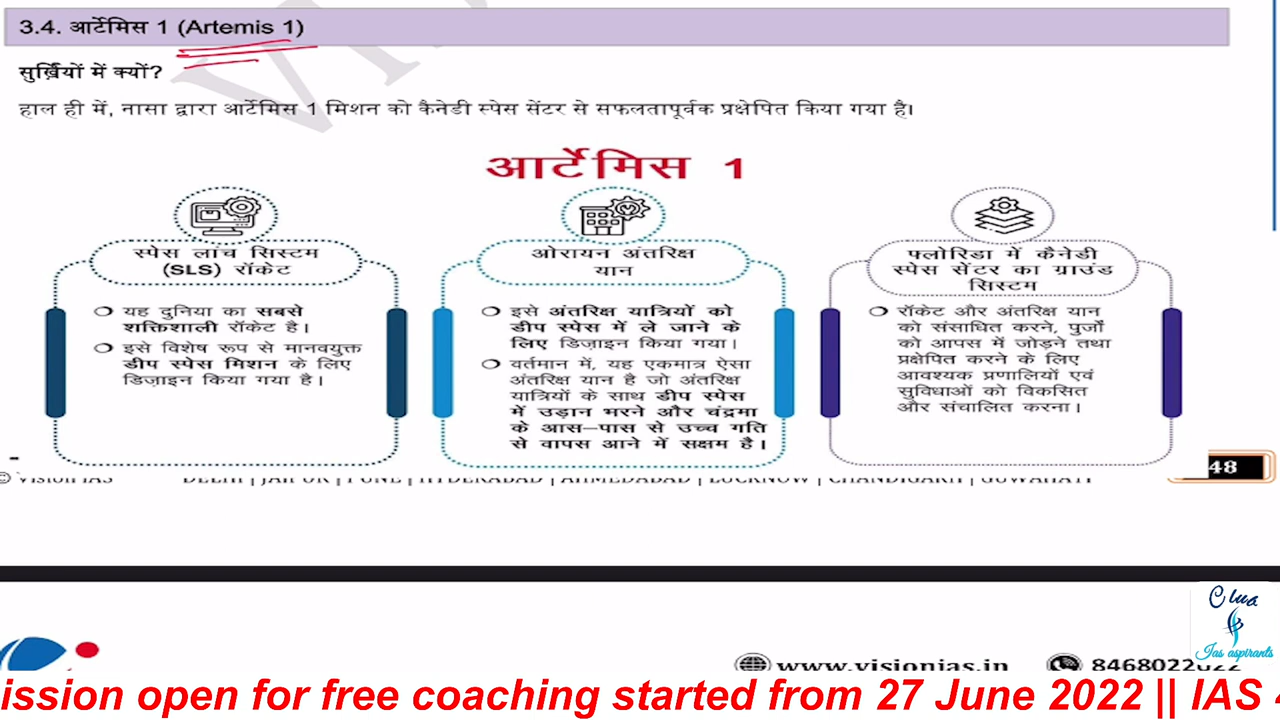 3.4. आर्टेमिस 1 (Artemis 1)
सुर्ख़ियों में क्यों?
हाल ही में, नासा द्वारा आर्टेमिस 1 मिशन को कैनेडी स्पेस सेंटर से सफलतापूर्वक प्रक्षेपित किया गया है।
आर्टेमिस 1
स्पेस लांच सिस्टम
(SLS) रॉकेट
यह दुनिया का सबसे
शक्तिशाली रॉकेट है।
इसे विशेष रूप से मानवयुक्त
डीप स्पेस मिशन के लिए
डिज़ाइन किया गया है।
ओरायन अंतरिक्ष
यान
इसे अंतरिक्ष यात्रियों को
डीप स्पेस में ले जाने के
लिए डिज़ाइन किया गया।
वर्तमान में, यह एकमात्र ऐसा
अंतरिक्ष यान है जो अंतरिक्ष
यात्रियों के साथ डीप स्पेस
में उड़ान भरने और चंद्रमा
के आस–पास से उच्च गति
से वापस आने में सक्षम है।
फ्लोरिडा में कैनेडी
स्पेस सेंटर का ग्राउंड
सिस्टम
रॉकेट और अंतरिक्ष यान
को संसाधित करने, पुर्जों
को आपस में जोड़ने तथा
प्रक्षेपित करने के लिए
आवश्यक प्रणालियों एवं
सुविधाओं को विकसित
और संचालित करना।
48
© VISION IAS DELHI | JAIPUR | PUNE | HYDERABAD | AHMEDABAD | LUCKNOW | CHANDIGARH | GUWAHATI
Ias aspirants
www.visionias.in 8468022022
ission open for free coaching started from 27 June 2022 || IAS